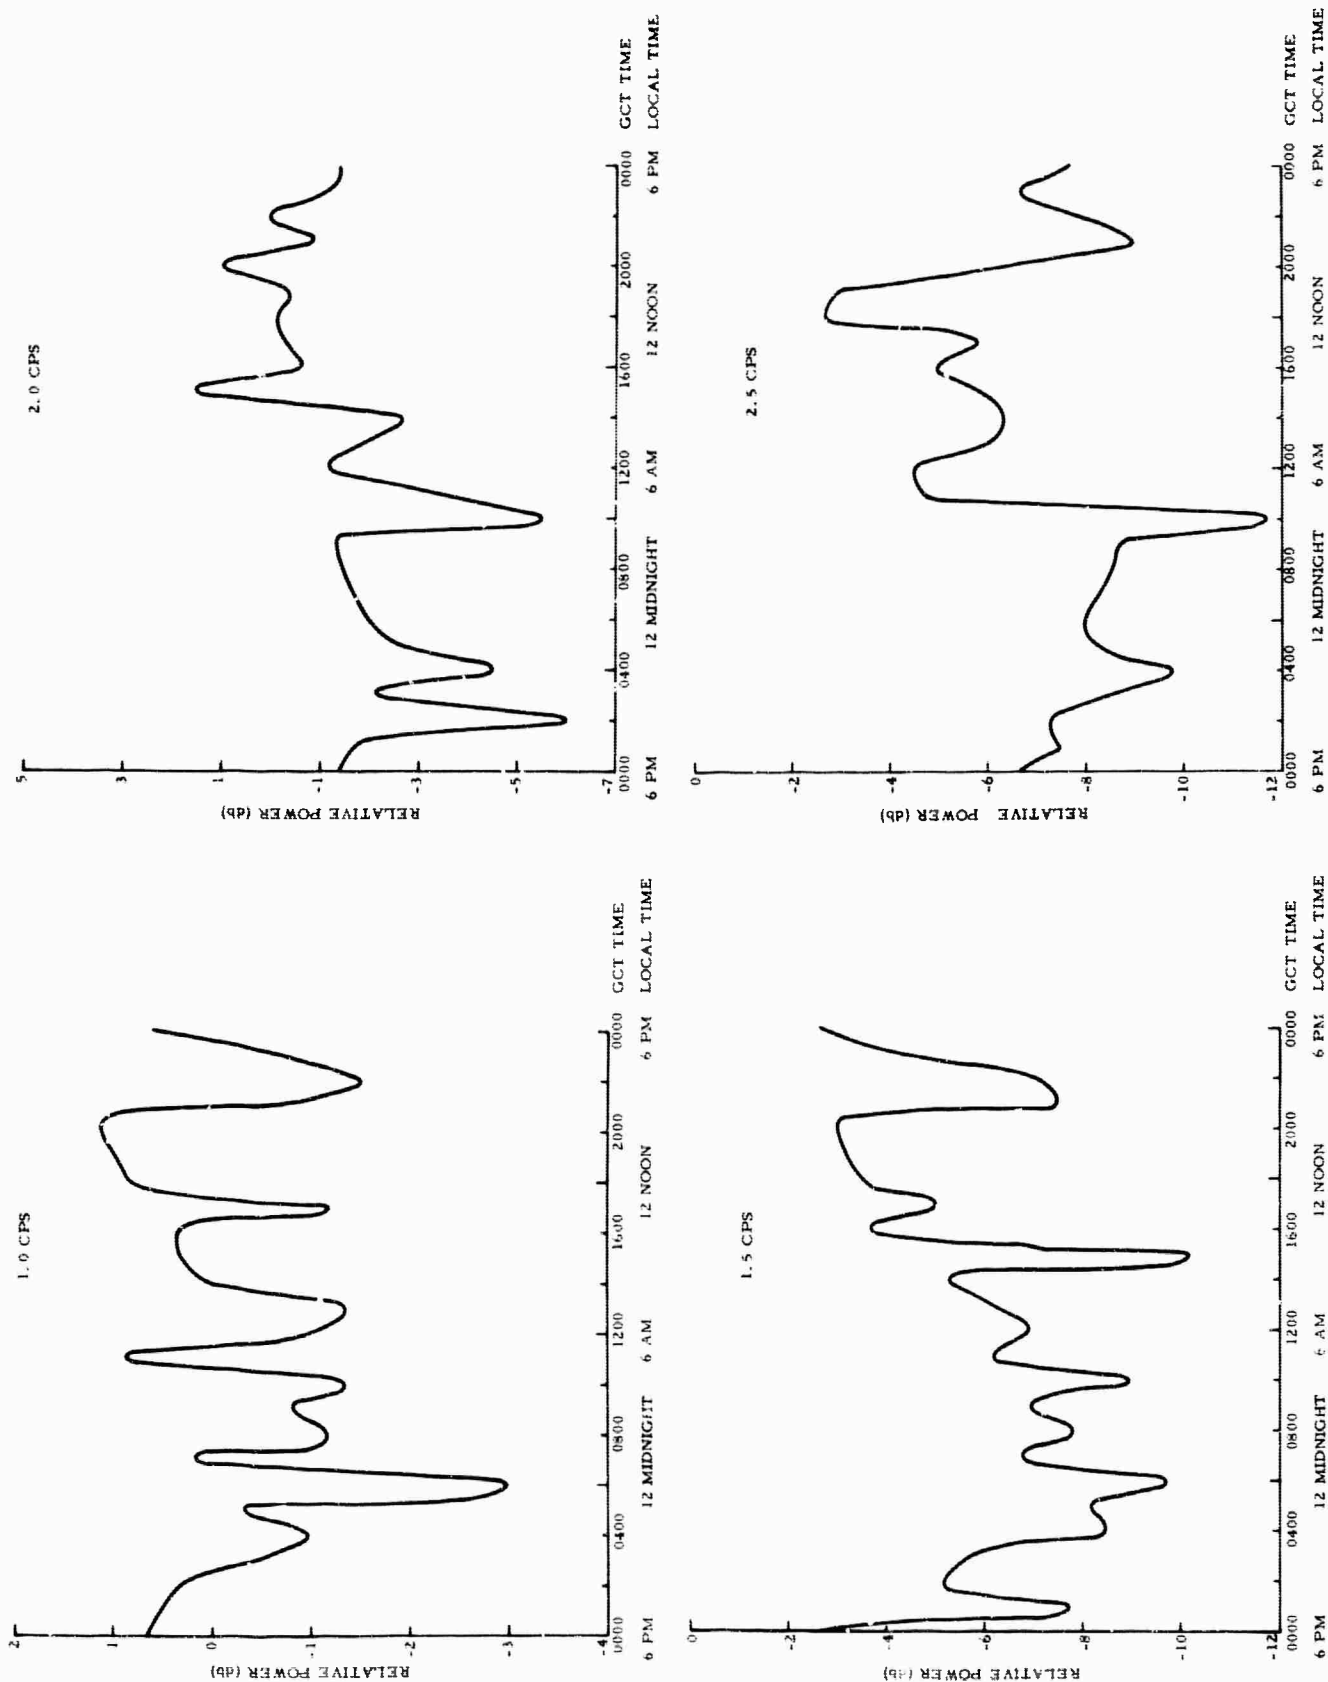 1.0 CPS
2
1
0
-1
-2
-3
-4
RELATIVE POWER (db)
0000 0400 0800 1200 1600 2000 0000 GCT TIME
6 PM 12 MIDNIGHT 6 AM 12 NOON 6 PM LOCAL TIME
2.0 CPS
5
3
1
-1
-3
-5
-7
RELATIVE POWER (db)
0000 0400 0800 1200 1600 2000 0000 GCT TIME
6 PM 12 MIDNIGHT 6 AM 12 NOON 6 PM LOCAL TIME
1.5 CPS
0
-2
-4
-6
-8
-10
-12
RELATIVE POWER (db)
0000 0400 0800 1200 1600 2000 0000 GCT TIME
6 PM 12 MIDNIGHT 6 AM 12 NOON 6 PM LOCAL TIME
2.5 CPS
0
-2
-4
-6
-8
-10
-12
RELATIVE POWER (db)
0000 0400 0800 1200 1600 2000 0000 GCT TIME
6 PM 12 MIDNIGHT 6 AM 12 NOON 6 PM LOCAL TIME